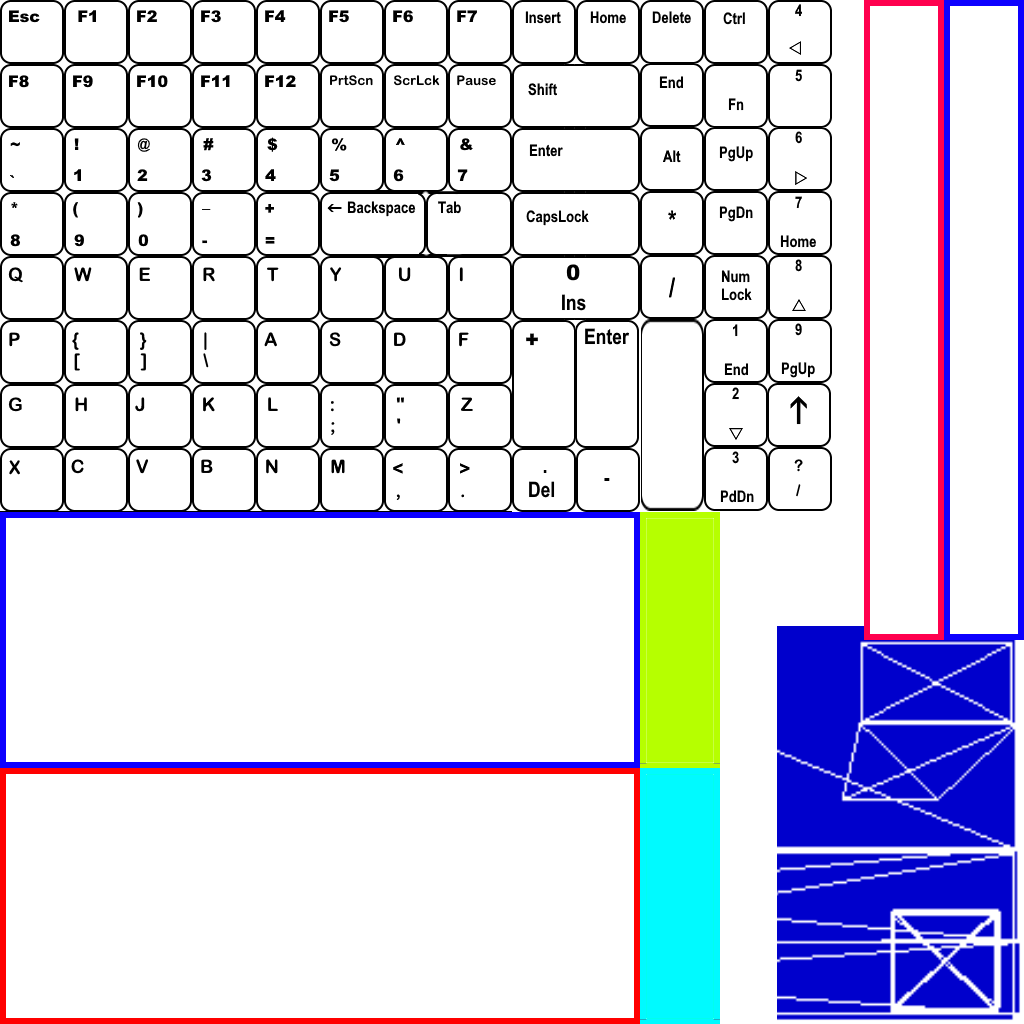 Esc F1 F2 F3 F4 F5 F6 F7 Insert Home Delete Ctrl 4
◁
F8 F9 F10 F11 F12 PrtScn ScrLck Pause Shift End Fn 5
~ ! @ # $ % ^ & Enter Alt PgUp 6
` 1 2 3 4 5 6 7 ▷
* ( ) _ + ← Backspace Tab CapsLock * PgDn 7
8 9 0 - = Home
Q W E R T Y U I 0 / Num 8
Ins Lock △
P { } | A S D F + Enter 1 9
[ ] \ End PgUp
G H J K L : " Z 2 ↑
; ' ▽
X C V B N M < > . - 3 ?
, . Del PdDn /